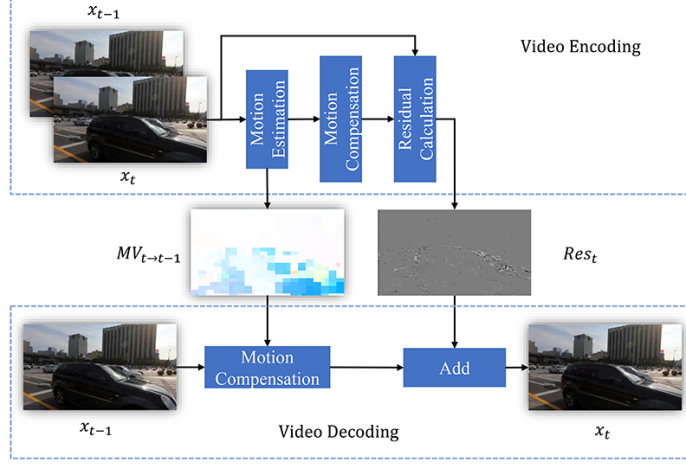 x_{t−1}
Video Encoding
Motion
Estimation
Motion
Compensation
Residual
Calculation
x_t
MV_{t→t−1}
Res_t
Motion
Compensation
Add
x_{t−1}
Video Decoding
x_t